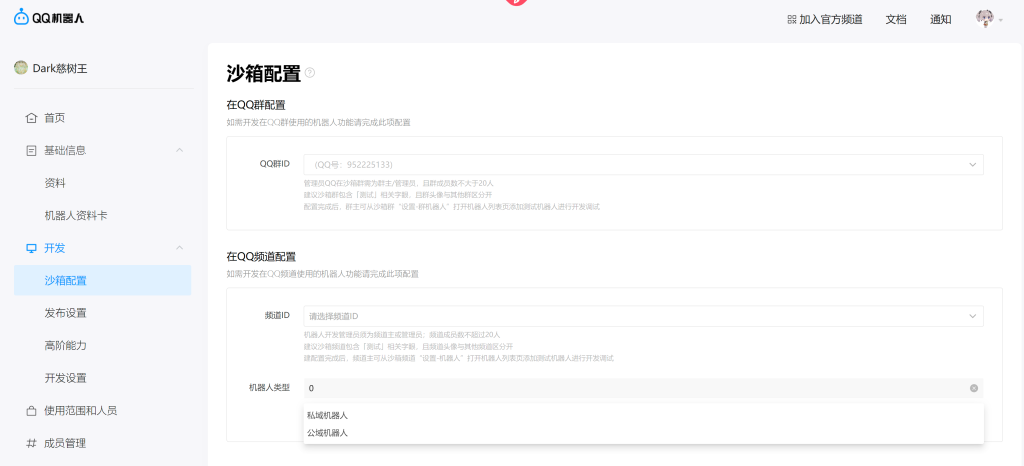 QQ机器人
加入官方频道
文档
通知
Dark慈树王
首页
基础信息
资料
机器人资料卡
开发
沙箱配置
发布设置
高阶能力
开发设置
使用范围和人员
成员管理
沙箱配置
在QQ群配置
如需开发在QQ群使用的机器人功能请完成此项配置
QQ群ID
(QQ号: 952225133)
管理员QQ在沙箱群需为群主/管理员，且群成员数不大于20人
建议沙箱群包含「测试」相关字眼，且群头像与其他群区分开
配置完成后，群主可从沙箱群“设置-群机器人”打开机器人列表页添加测试机器人进行开发调试
在QQ频道配置
如需开发在QQ频道使用的机器人功能请完成此项配置
频道ID
请选择频道ID
机器人开发管理员须为频道主或管理员，频道成员数不超过20人
建议沙箱频道包含「测试」相关字眼，且频道头像与其他频道区分开
建配置完成后，频道主可从沙箱频道“设置-机器人”打开机器人列表页添加测试机器人进行开发调试
机器人类型
0
私域机器人
公域机器人